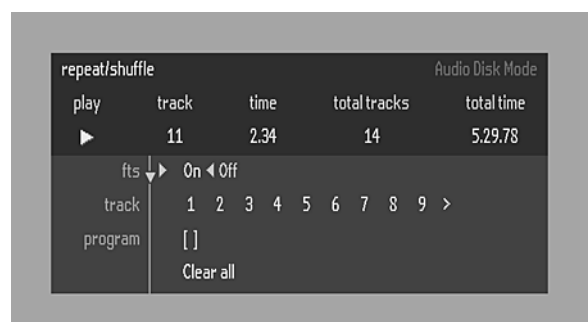 repeat/shuffle Audio Disk Mode
play track time total tracks total time
11 2.34 14 5.29.78
fts On Off
track 1 2 3 4 5 6 7 8 9 >
program [ ]
Clear all